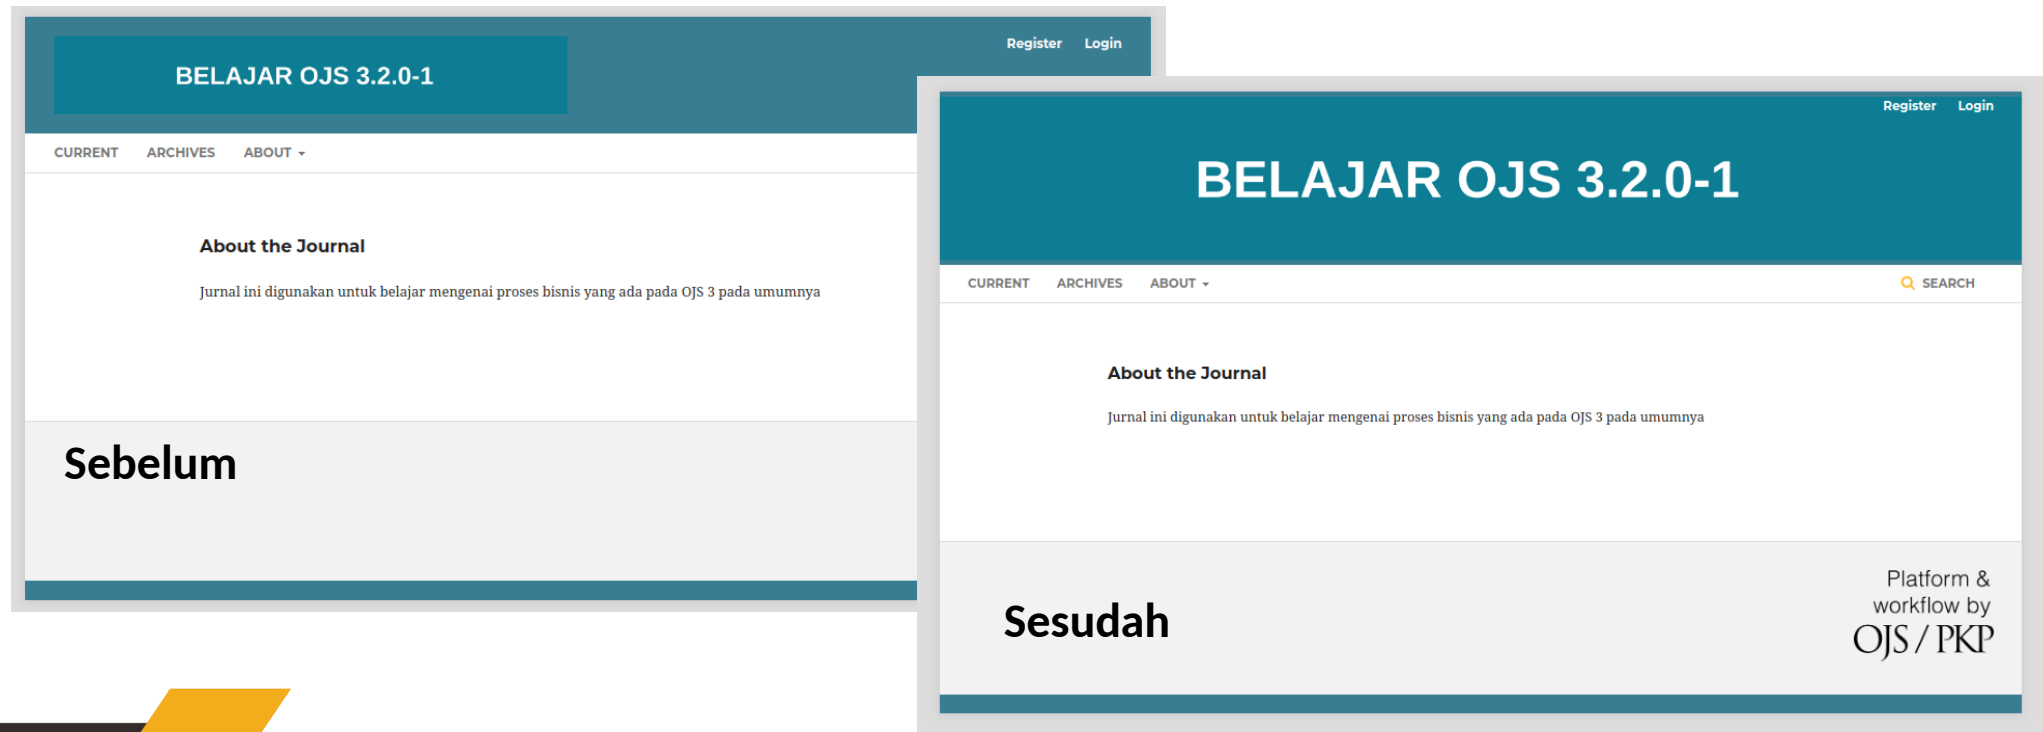 Register Login
BELAJAR OJS 3.2.0-1
CURRENT ARCHIVES ABOUT
About the Journal
Jurnal ini digunakan untuk belajar mengenai proses bisnis yang ada pada OJS 3 pada umumnya
Sebelum
Register Login
BELAJAR OJS 3.2.0-1
CURRENT ARCHIVES ABOUT SEARCH
About the Journal
Jurnal ini digunakan untuk belajar mengenai proses bisnis yang ada pada OJS 3 pada umumnya
Sesudah
Platform &
workflow by
OJS / PKP